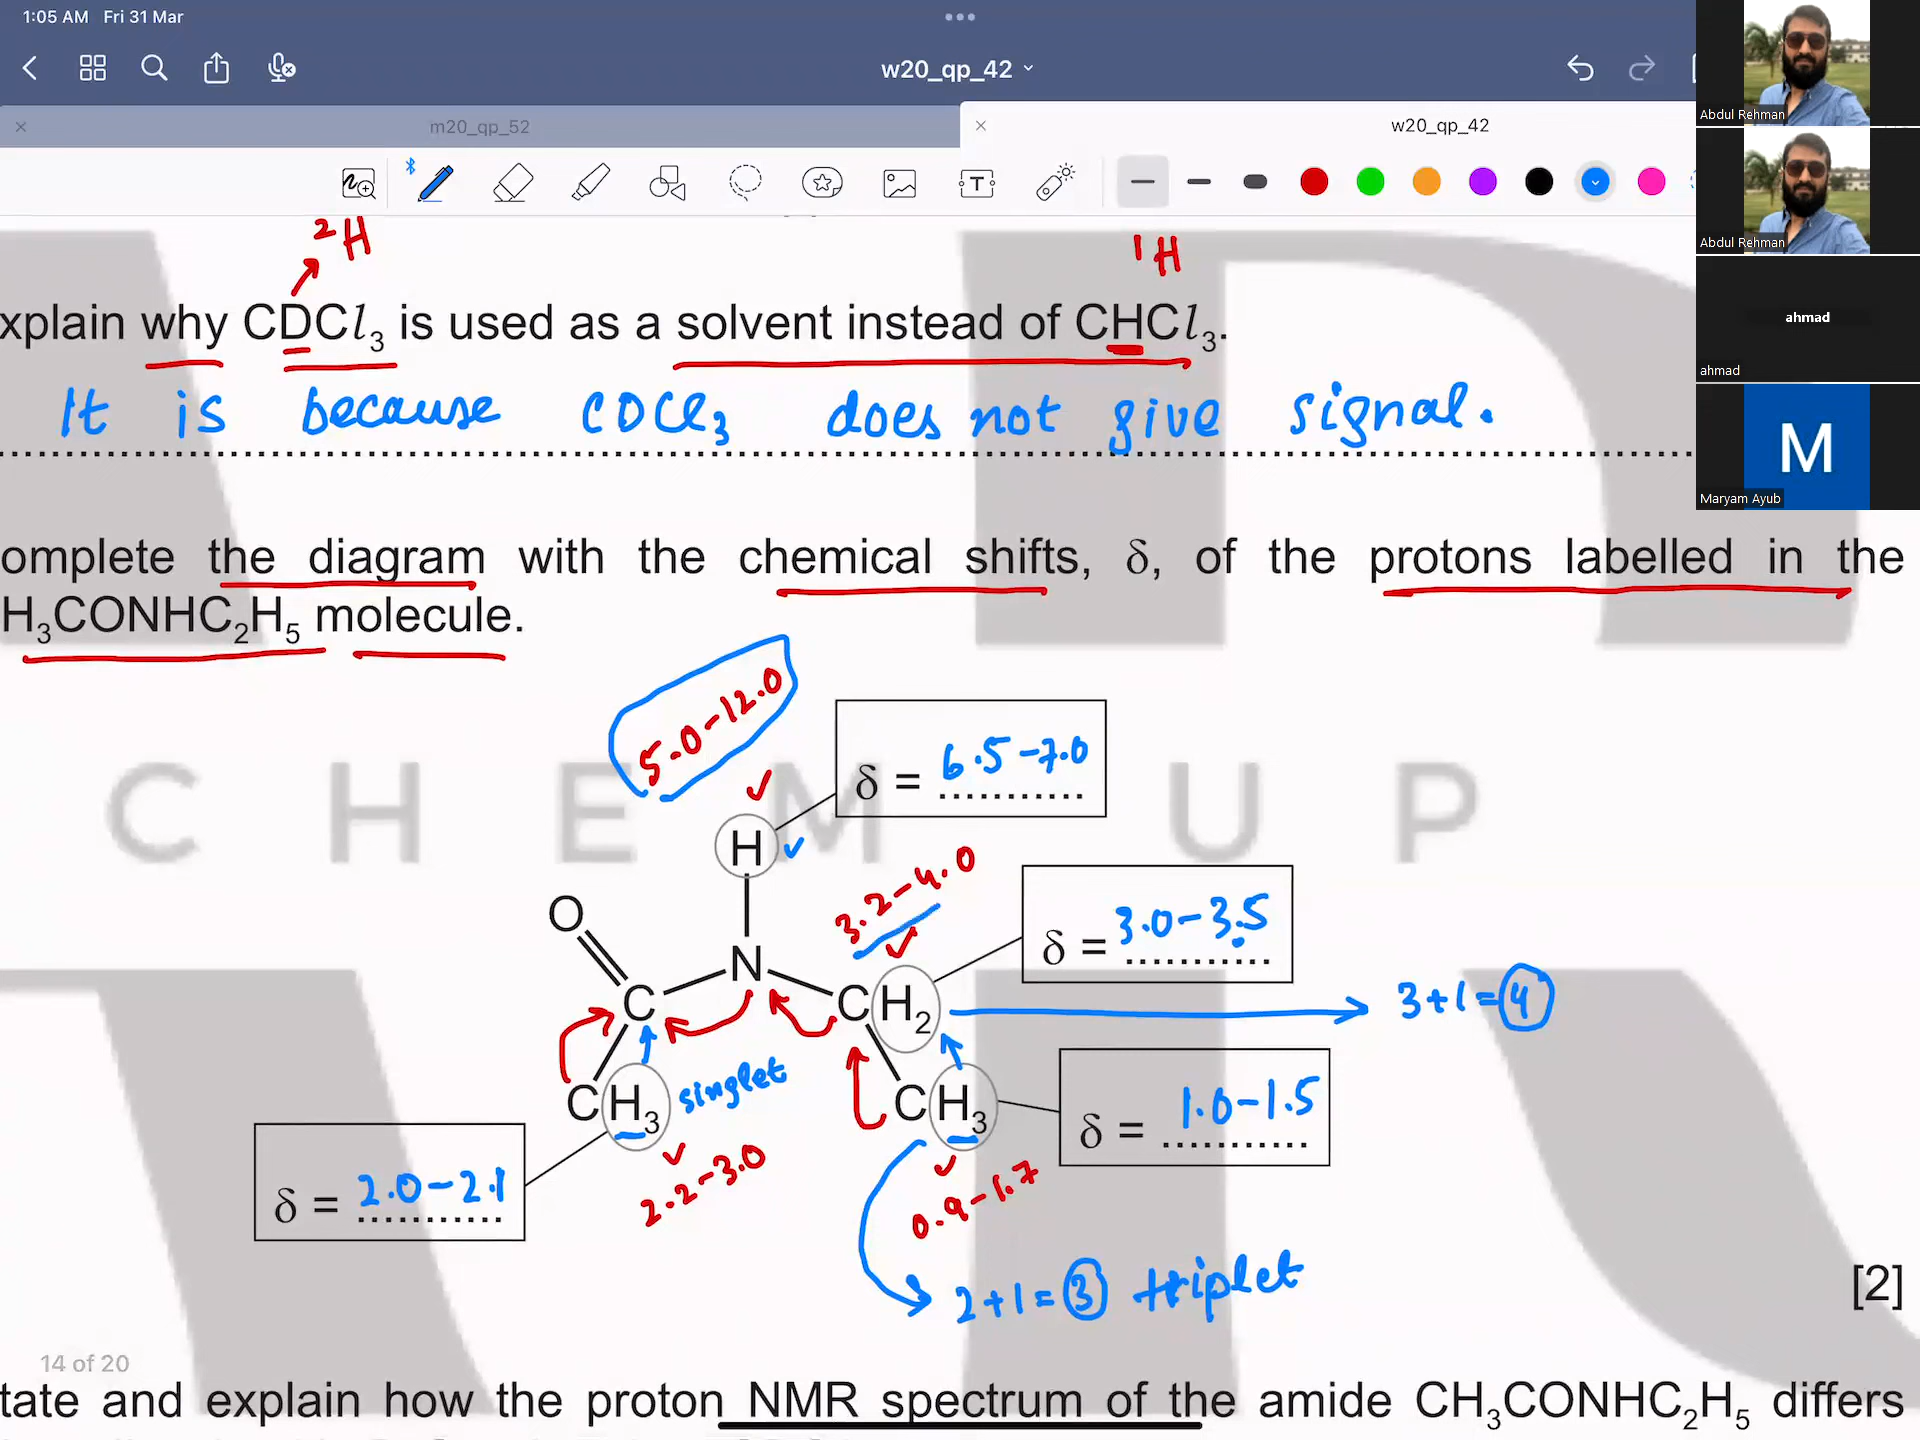 1:05 AM Fri 31 Mar
w20_qp_42
m20_qp_52
w20_qp_42
Abdul Rehman
Abdul Rehman
ahmad
ahmad
M
Maryam Ayub
²H
¹H
xplain why CDCl₃ is used as a solvent instead of CHCl₃.
It is because CDCl₃ does not give signal.
omplete the diagram with the chemical shifts, δ, of the protons labelled in the
H₃CONHC₂H₅ molecule.
5.0-12.0
δ = 6.5-7.0
CHEM UP
H
3.2-4.0
O
δ = 3.0-3.5
N
C
CH₂
3+1=4
CH₃
singlet
CH₃
δ = 1.0-1.5
2.2-3.0
0.9-1.7
δ = 2.0-2.1
2+1=3 triplet
[2]
14 of 20
tate and explain how the proton NMR spectrum of the amide CH₃CONHC₂H₅ differs